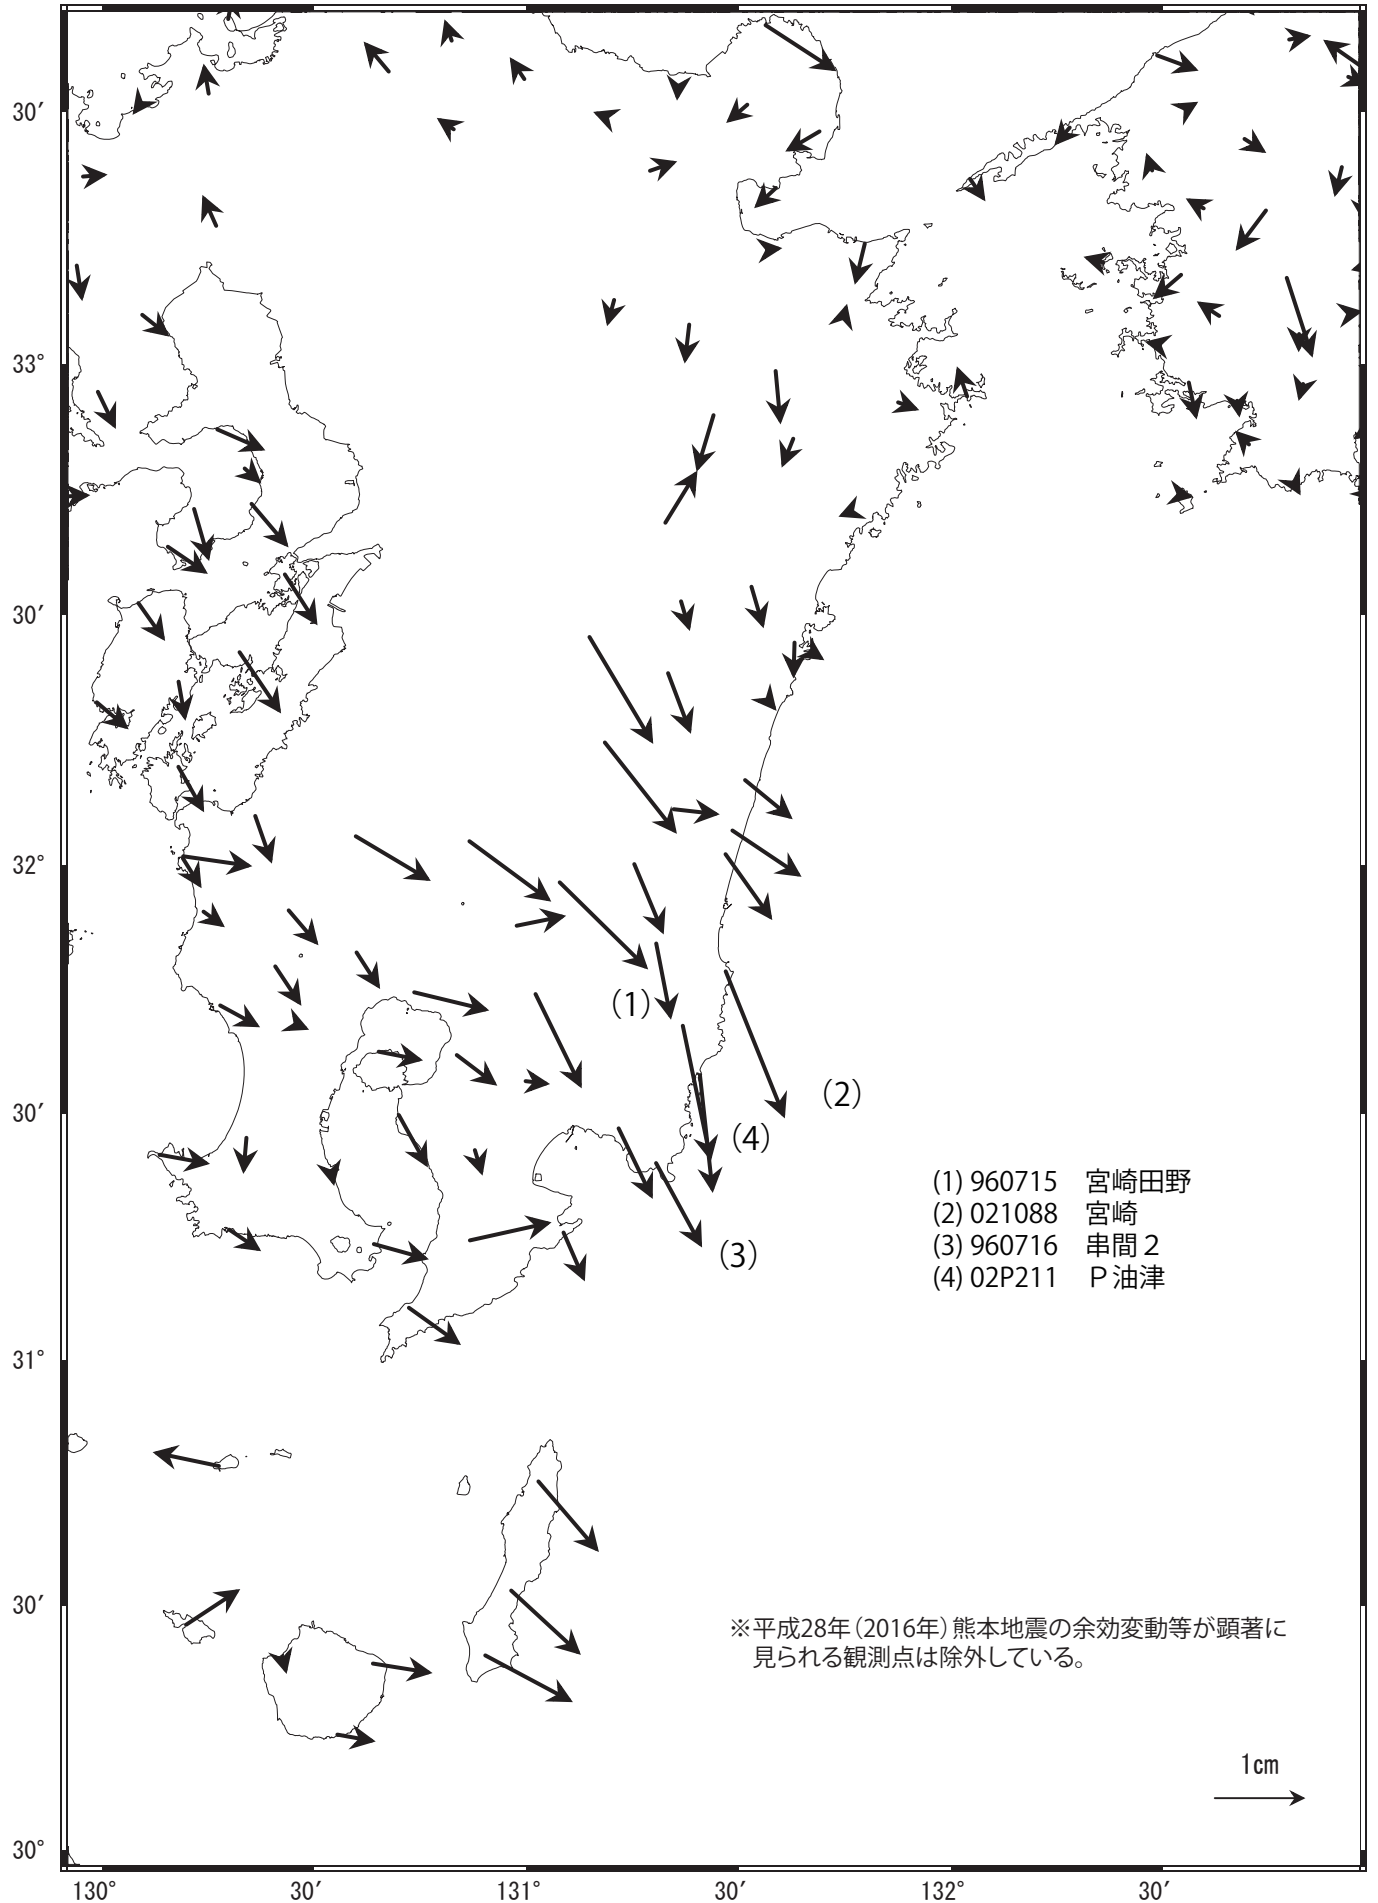 30′
33°
30′
32°
(1)
(2)
30′
(4)
(1) 960715 宮崎田野
(2) 021088 宮崎
(3) 960716 串間２
(4) 02P211 Ｐ油津
(3)
31°
30′
※平成28年（2016年）熊本地震の余効変動等が顕著に
見られる観測点は除外している。
1cm
30°
130° 30′ 131° 30′ 132° 30′